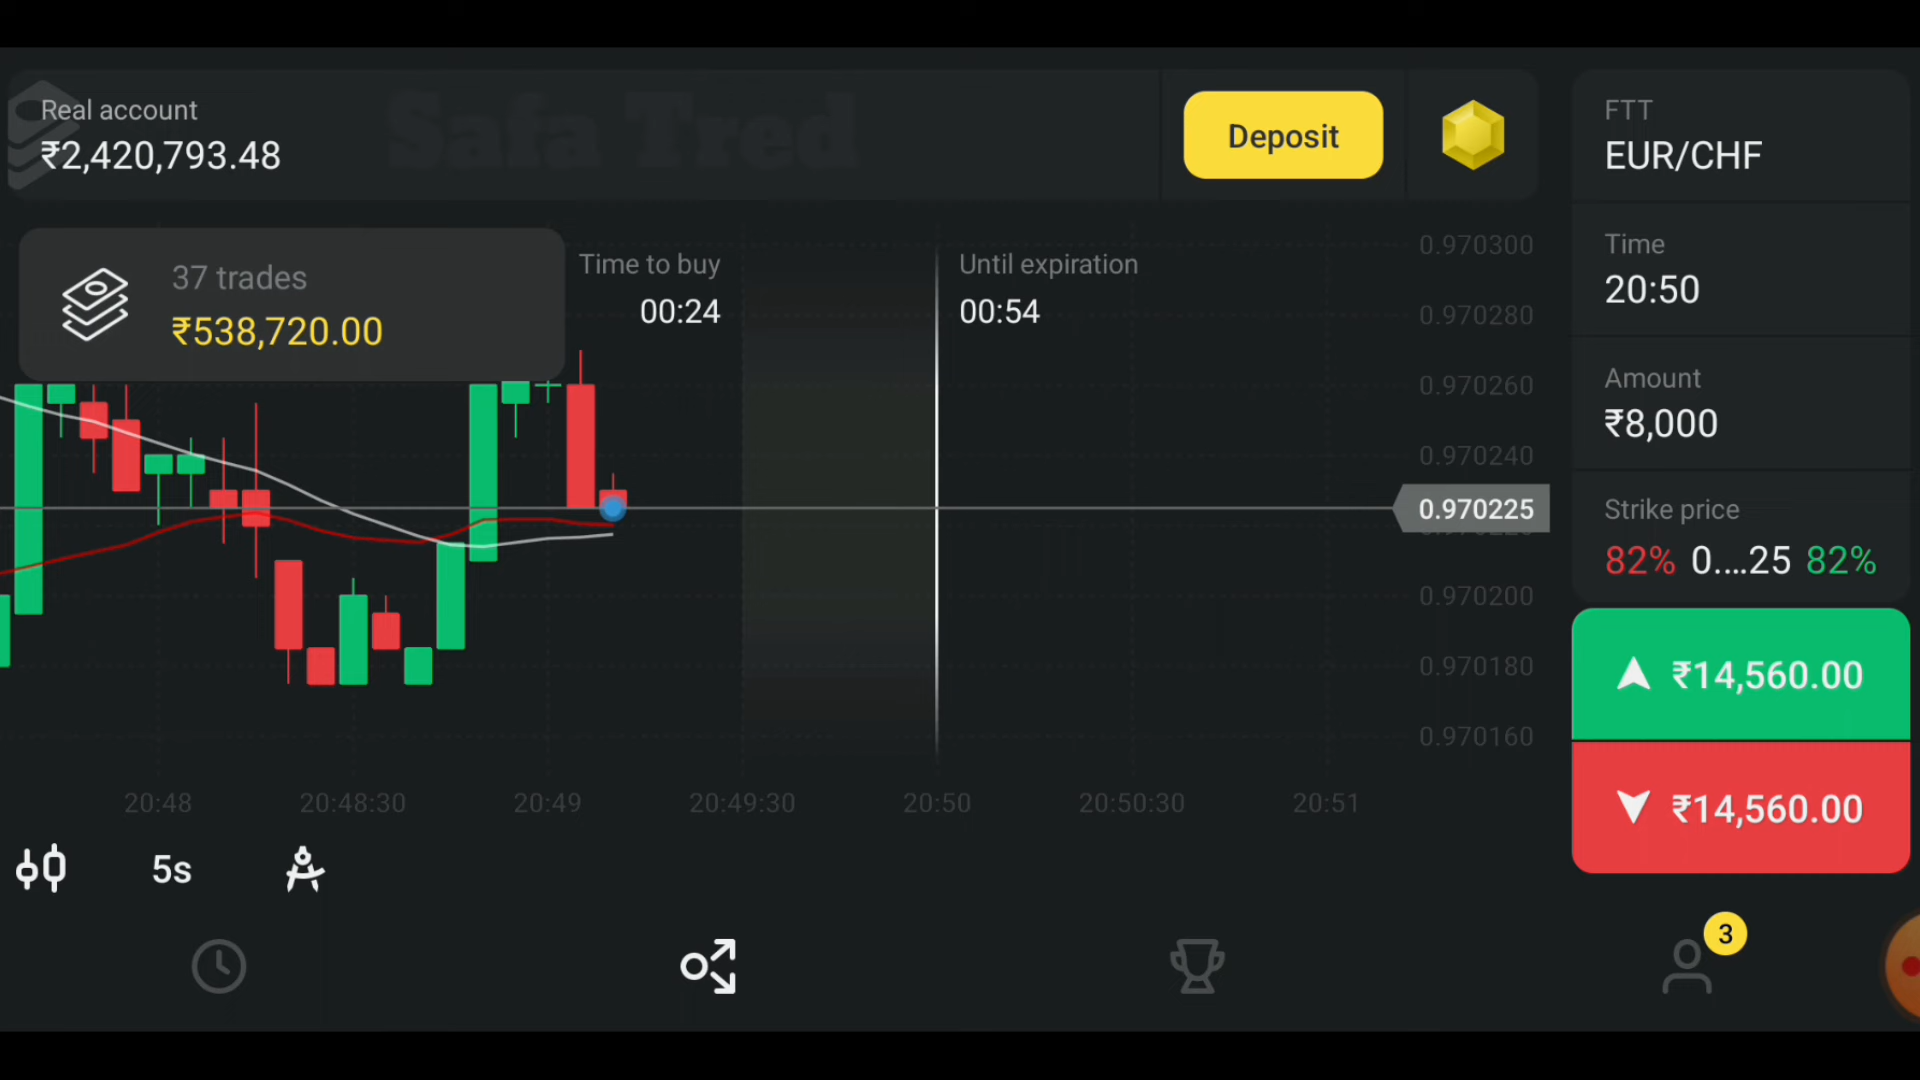 Real account
₹2,420,793.48
Safa Tred
Deposit
FTT
EUR/CHF
37 trades
₹538,720.00
Time to buy
00:24
Until expiration
00:54
Time
20:50
Amount
₹8,000
Strike price
82% 0....25 82%
0.970300
0.970280
0.970260
0.970240
0.970225
0.970200
0.970180
0.970160
₹14,560.00
₹14,560.00
20:48 20:48:30 20:49 20:49:30 20:50 20:50:30 20:51
5s
3